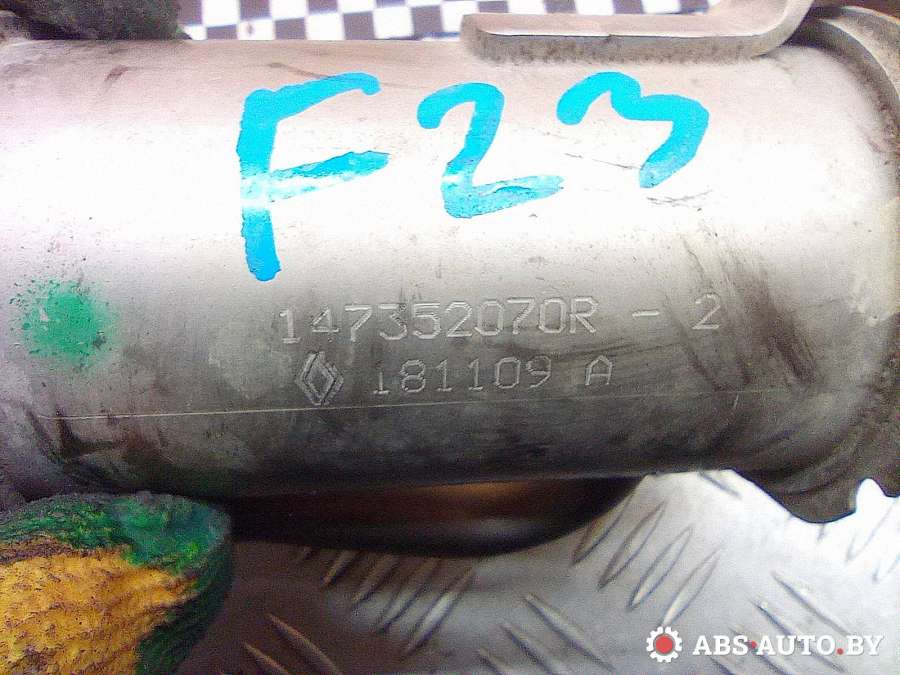 F23
147352070R - 2
181109 A
ABS-AUTO.BY